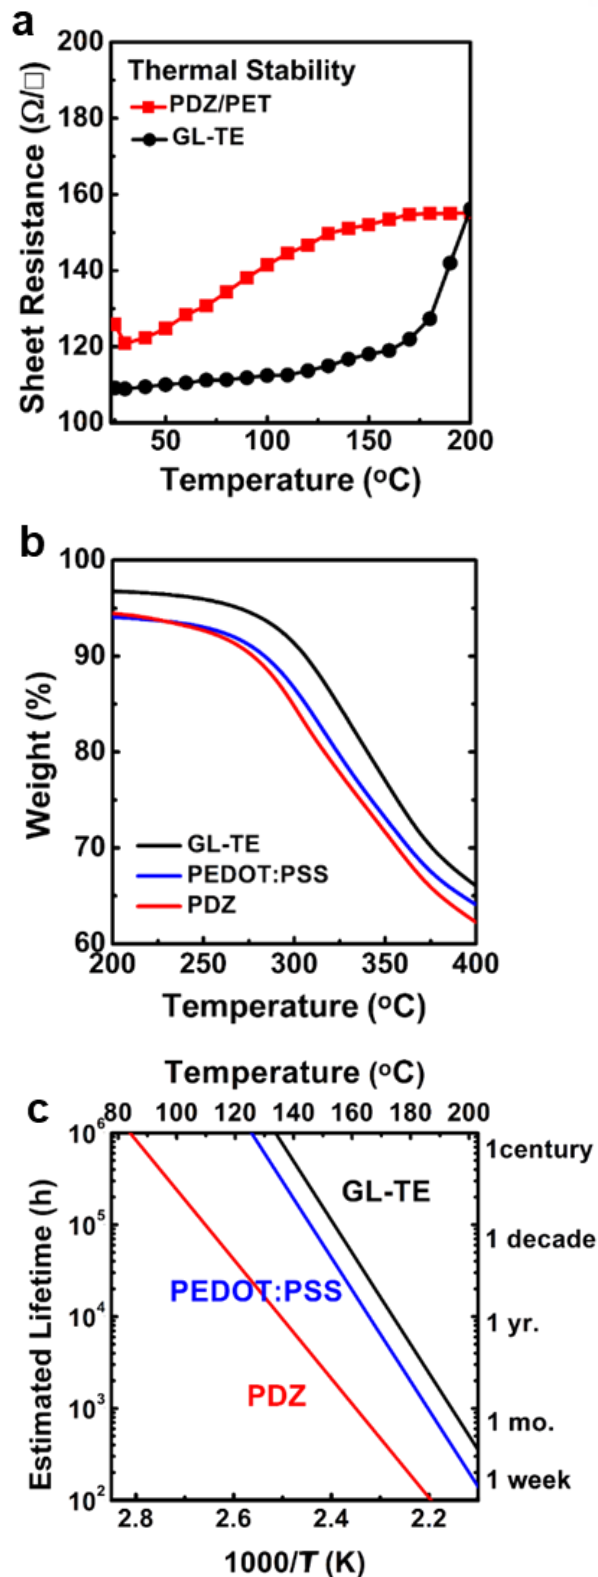 a
200
180
160
140
120
100
Sheet Resistance (Ω/□)
Thermal Stability
PDZ/PET
GL-TE
50 100 150 200
Temperature (ºC)
b
100
90
80
70
60
Weight (%)
GL-TE
PEDOT:PSS
PDZ
200 250 300 350 400
Temperature (ºC)
Temperature (ºC)
c
80 100 120 140 160 180 200
10⁶
10⁵
10⁴
10³
10²
Estimated Lifetime (h)
GL-TE
PEDOT:PSS
PDZ
1century
1 decade
1 yr.
1 mo.
1 week
2.8 2.6 2.4 2.2
1000/T (K)